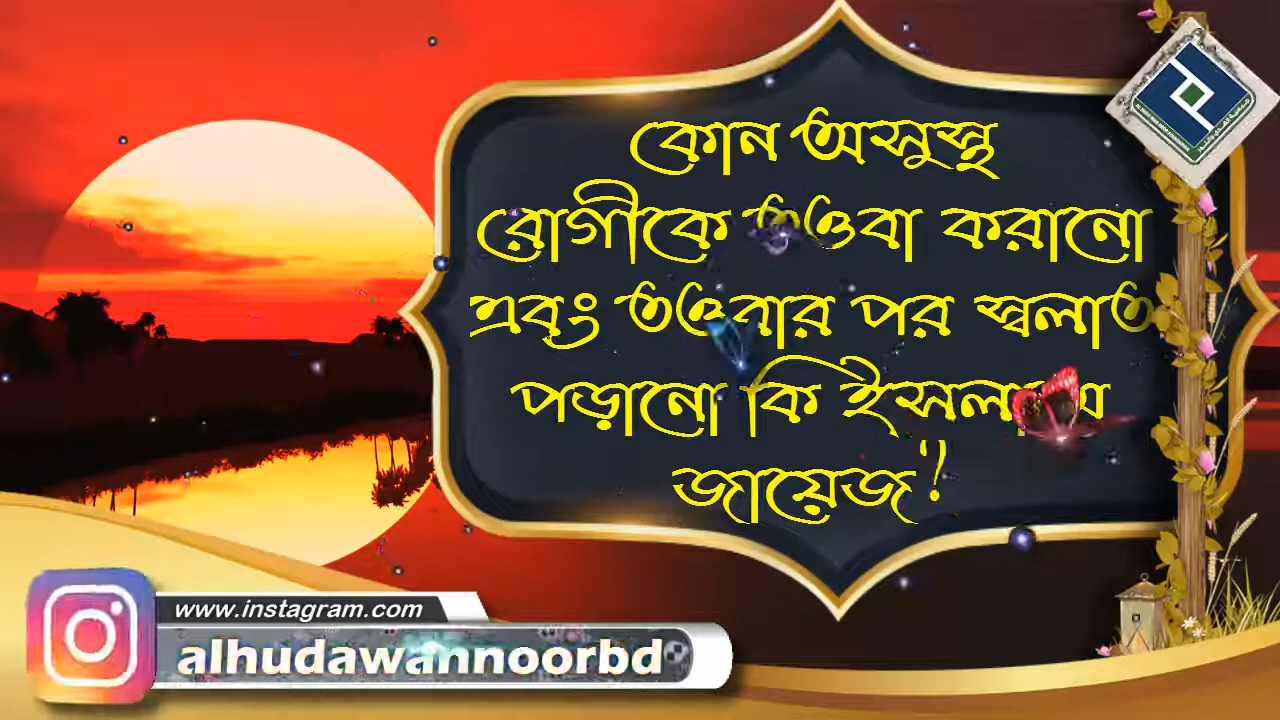 কোন অসুস্থ
রোগীকে তওবা করানো
এবং তওবার পর স্বলাত
পড়ানো কি ইসলামে
জায়েজ?
www.instagram.com
alhudawannoorbd